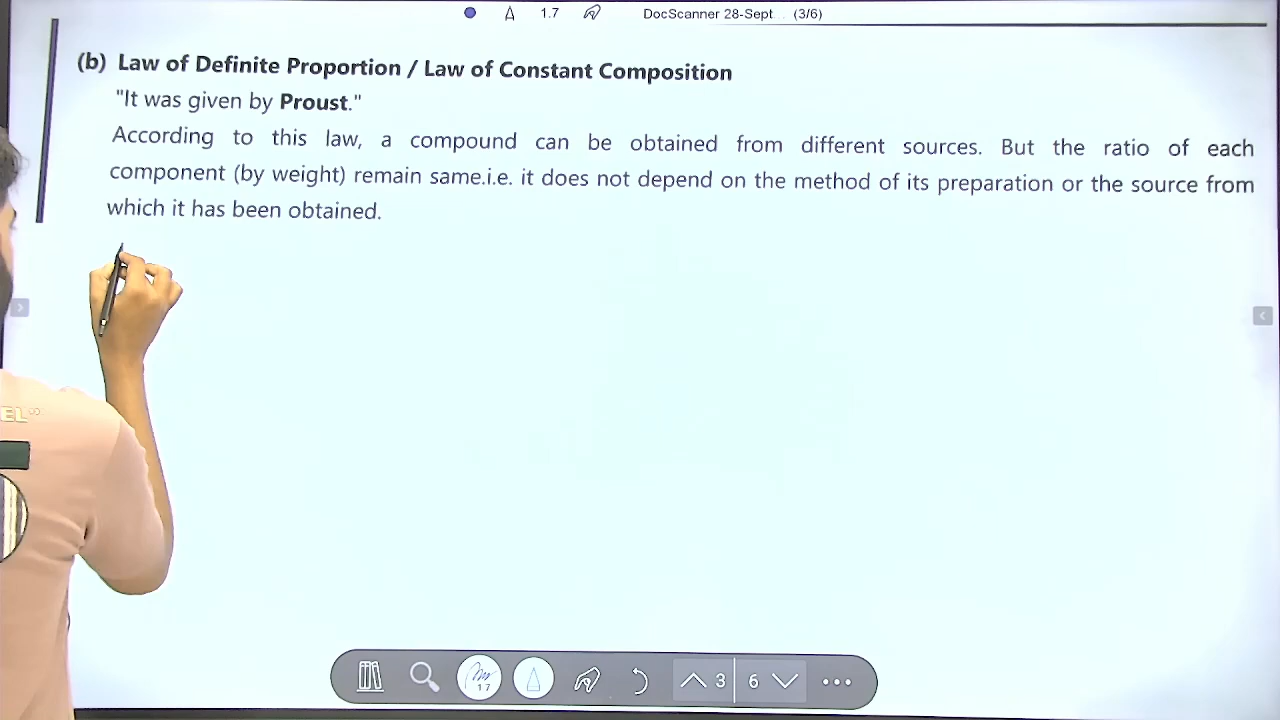 1.7 DocScanner 28-Sept... (3/6)
(b) Law of Definite Proportion / Law of Constant Composition
"It was given by Proust."
According to this law, a compound can be obtained from different sources. But the ratio of each
component (by weight) remain same.i.e. it does not depend on the method of its preparation or the source from
which it has been obtained.
EL"
17
3 6